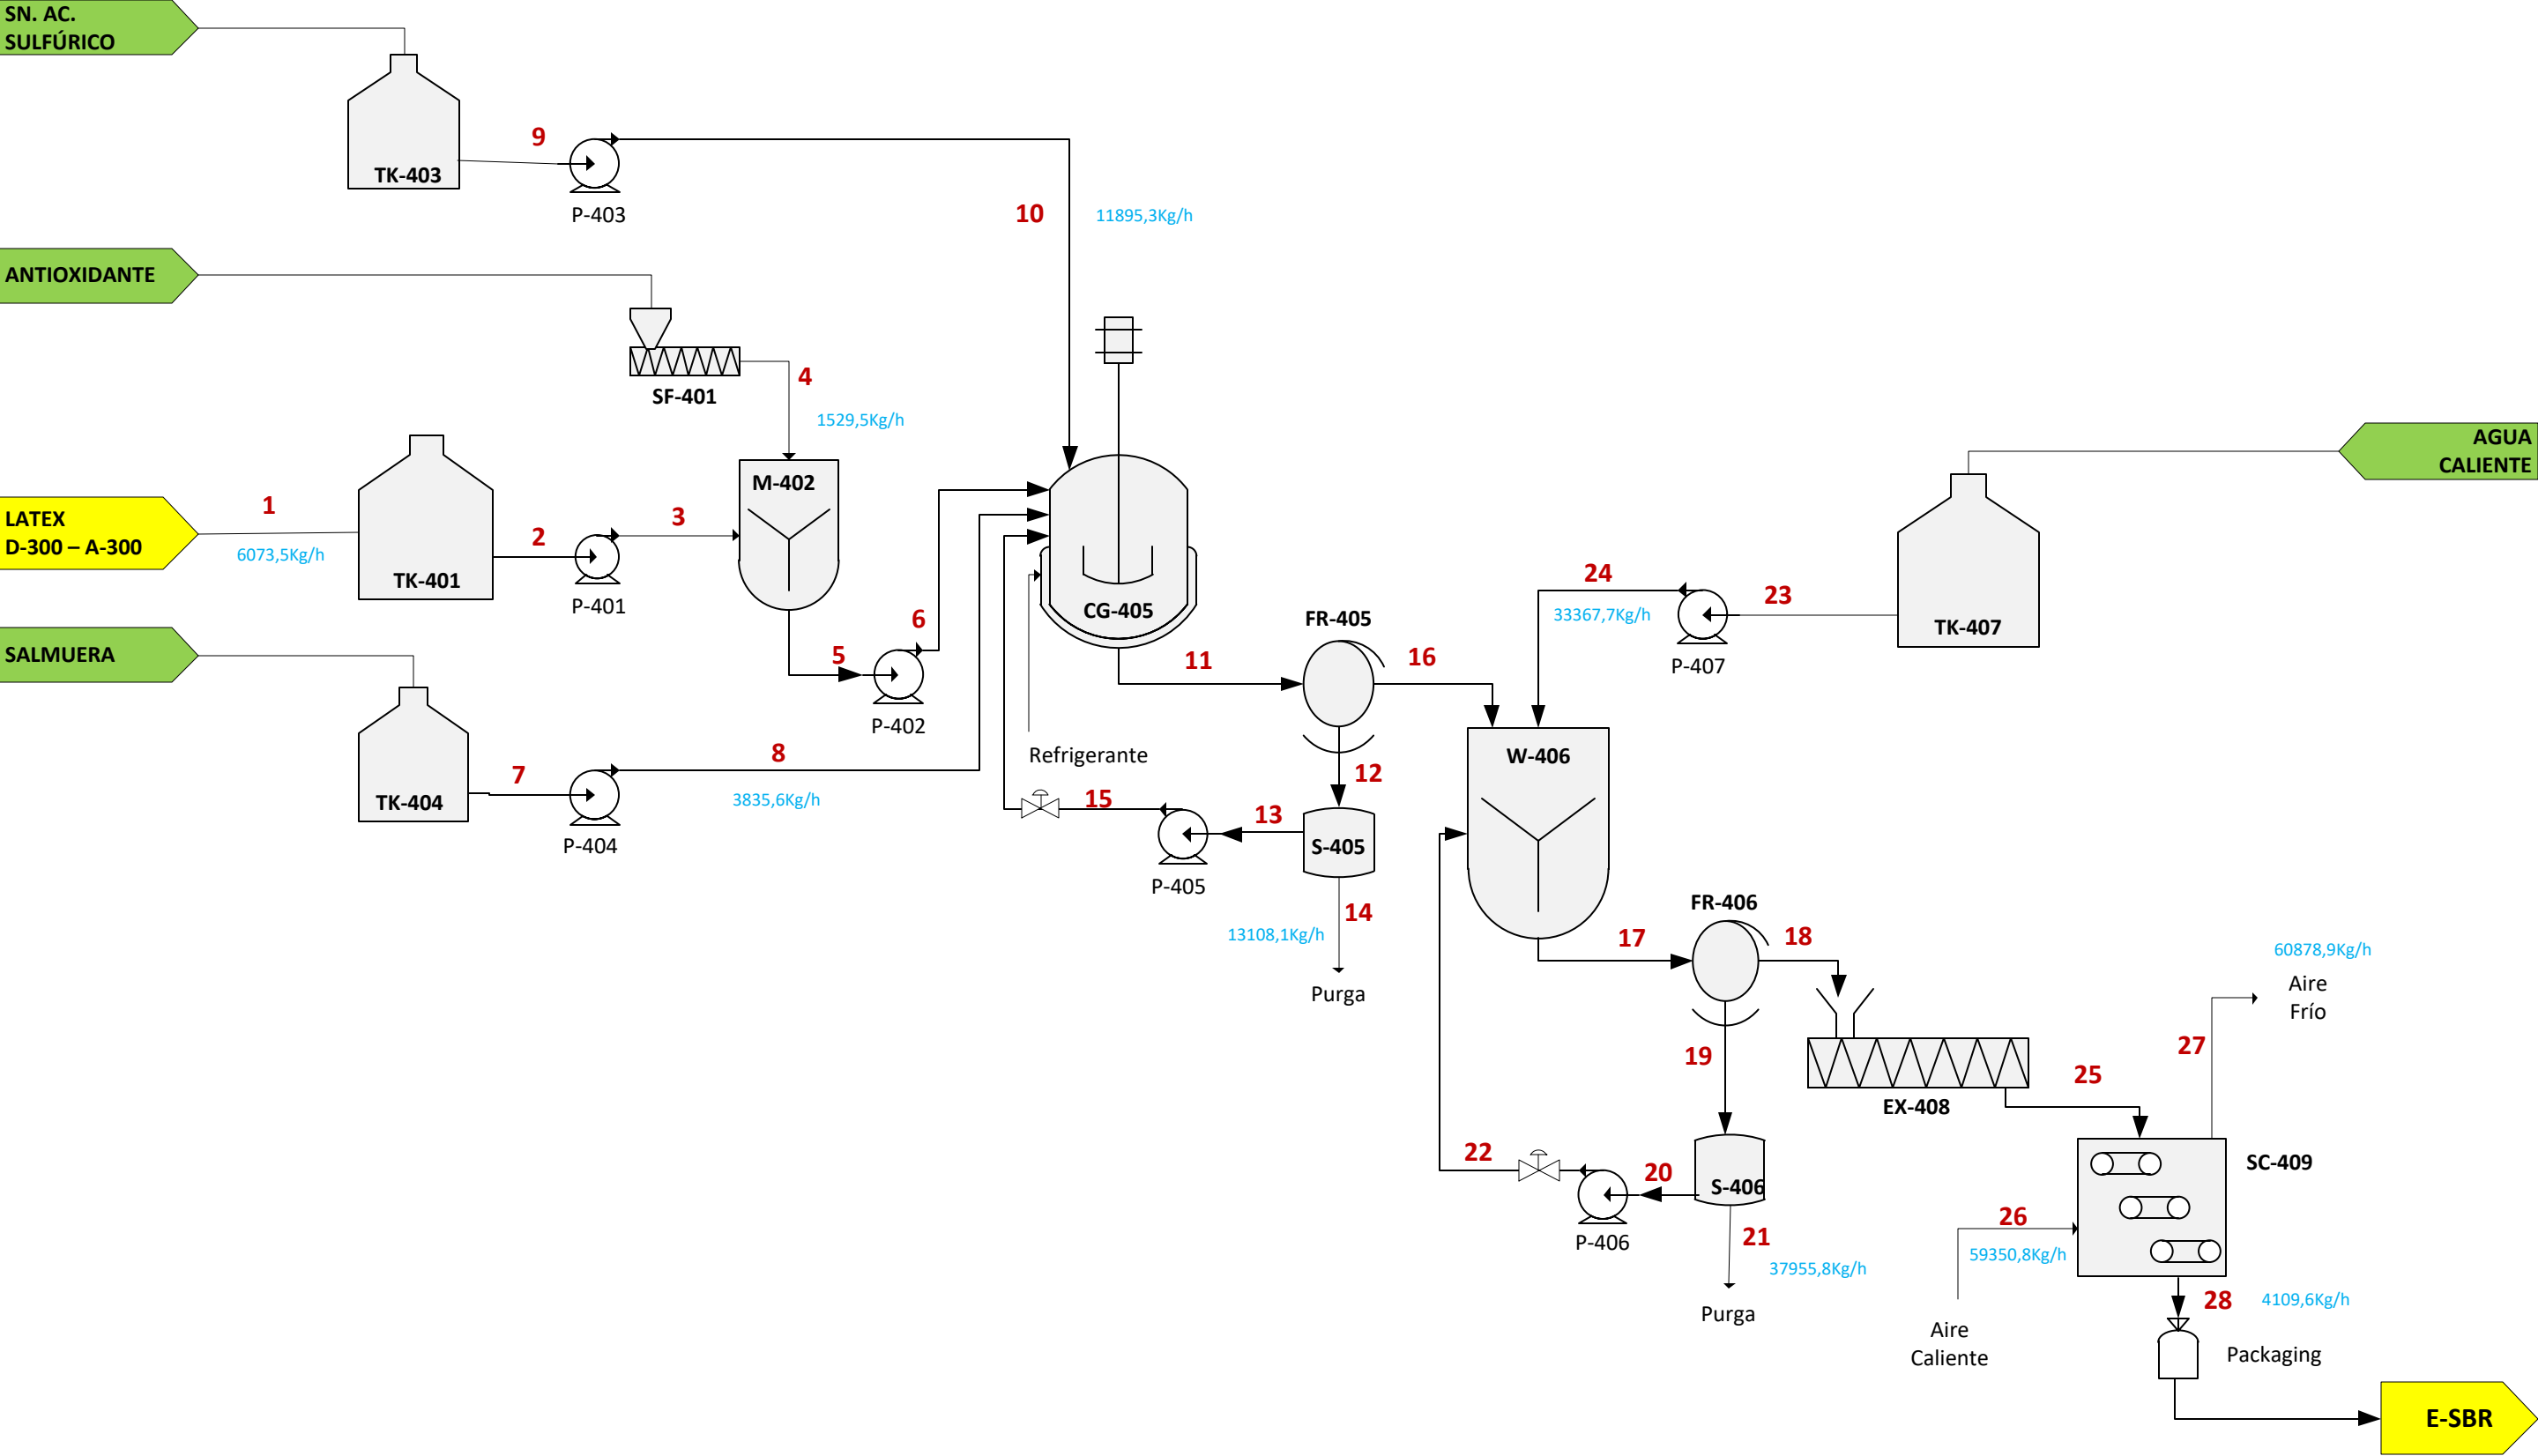 SN. AC.
SULFÚRICO
TK-403
9
P-403
10
11895,3Kg/h
ANTIOXIDANTE
SF-401
4
1529,5Kg/h
LATEX
D-300 – A-300
1
6073,5Kg/h
TK-401
2
P-401
3
M-402
5
6
P-402
CG-405
Refrigerante
SALMUERA
TK-404
7
P-404
8
3835,6Kg/h
11
FR-405
16
12
S-405
13
P-405
15
14
13108,1Kg/h
Purga
AGUA
CALIENTE
TK-407
23
P-407
24
33367,7Kg/h
W-406
17
FR-406
18
19
S-406
20
P-406
22
21
37955,8Kg/h
Purga
EX-408
25
SC-409
26
59350,8Kg/h
Aire
Caliente
27
60878,9Kg/h
Aire
Frío
28
4109,6Kg/h
Packaging
E-SBR